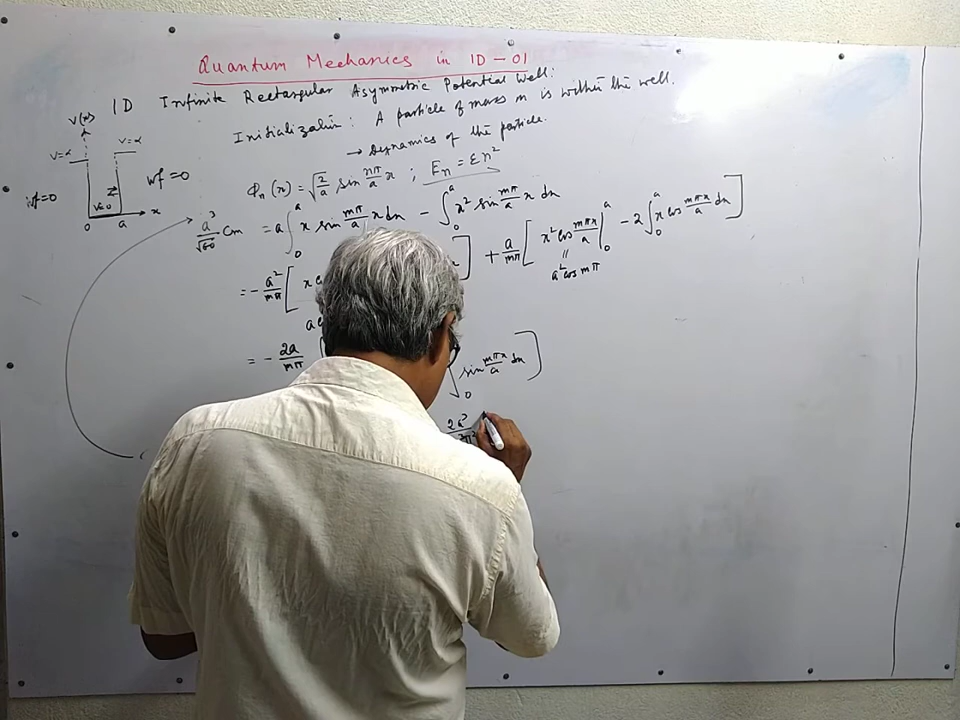 Quantum Mechanics in 1D-01
1D Infinite Rectangular Asymmetric Potential Well:
Initialization: A particle of mass m is within the well.
→ Dynamics of the particle.
V(x)
V=α
V=α
wf=0
wf=0
V=0
0 a x
Φₙ(x) = √(2/a) sin nπ/a x ; Eₙ = εn²
a³/√60 Cm = a ∫₀ᵃ x sin mπ/a x dx − ∫₀ᵃ x² sin mπ/a x dx
= − a²/mπ [ ] + a/mπ [ x² cos mπx/a |₀ᵃ − 2 ∫₀ᵃ x cos mπx/a dx ]
a² cos mπ
= − 2a/mπ ∫₀ sin mπx/a dx ]